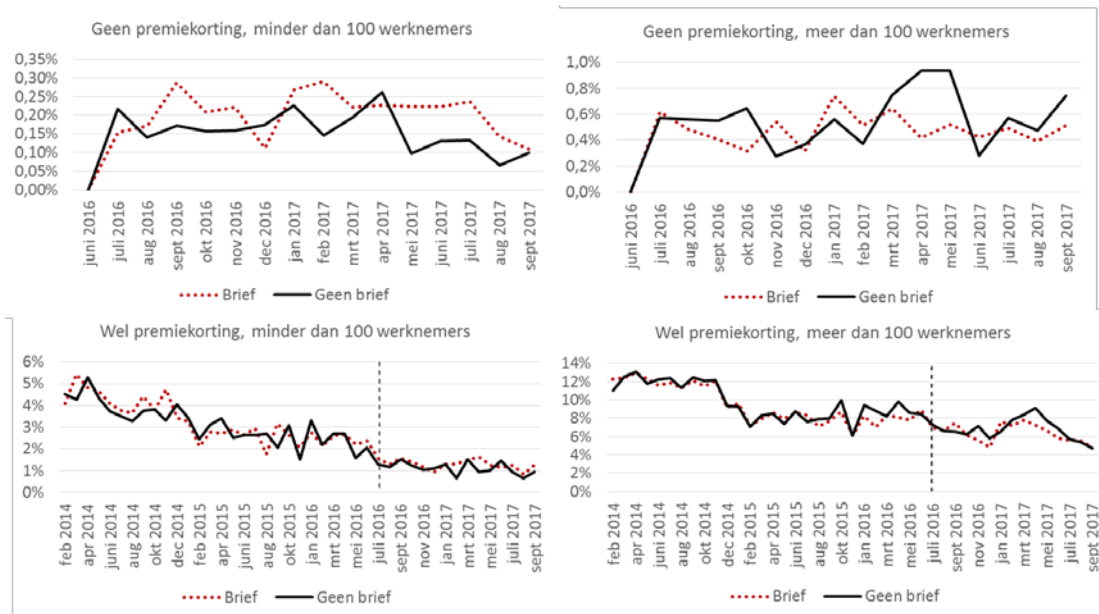 Geen premiekorting, minder dan 100 werknemers
0,35%
0,30%
0,25%
0,20%
0,15%
0,10%
0,05%
0,00%
juni 2016
juli 2016
aug 2016
sept 2016
okt 2016
nov 2016
dec 2016
jan 2017
feb 2017
mrt 2017
apr 2017
mei 2017
juni 2017
juli 2017
aug 2017
sept 2017
Brief
Geen brief
Geen premiekorting, meer dan 100 werknemers
1,0%
0,8%
0,6%
0,4%
0,2%
0,0%
juni 2016
juli 2016
aug 2016
sept 2016
okt 2016
nov 2016
dec 2016
jan 2017
feb 2017
mrt 2017
apr 2017
mei 2017
juni 2017
juli 2017
aug 2017
sept 2017
Brief
Geen brief
Wel premiekorting, minder dan 100 werknemers
6%
5%
4%
3%
2%
1%
0%
feb 2014
apr 2014
juni 2014
aug 2014
okt 2014
dec 2014
feb 2015
apr 2015
juni 2015
aug 2015
okt 2015
dec 2015
feb 2016
mrt 2016
mei 2016
juli 2016
sept 2016
nov 2016
jan 2017
mrt 2017
mei 2017
juli 2017
sept 2017
Brief
Geen brief
Wel premiekorting, meer dan 100 werknemers
14%
12%
10%
8%
6%
4%
2%
0%
feb 2014
apr 2014
juni 2014
aug 2014
okt 2014
dec 2014
feb 2015
apr 2015
juni 2015
aug 2015
okt 2015
dec 2015
feb 2016
mrt 2016
mei 2016
juli 2016
sept 2016
nov 2016
jan 2017
mrt 2017
mei 2017
juli 2017
sept 2017
Brief
Geen brief